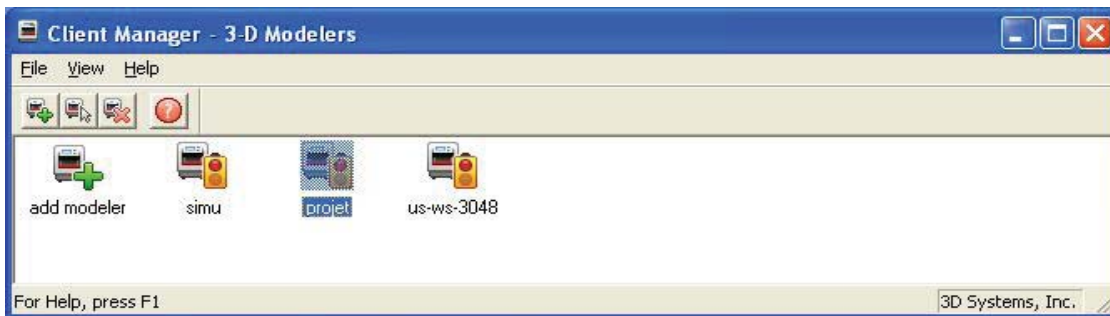 Client Manager - 3-D Modelers
File View Help
add modeler simu projet us-ws-3048
For Help, press F1 3D Systems, Inc.